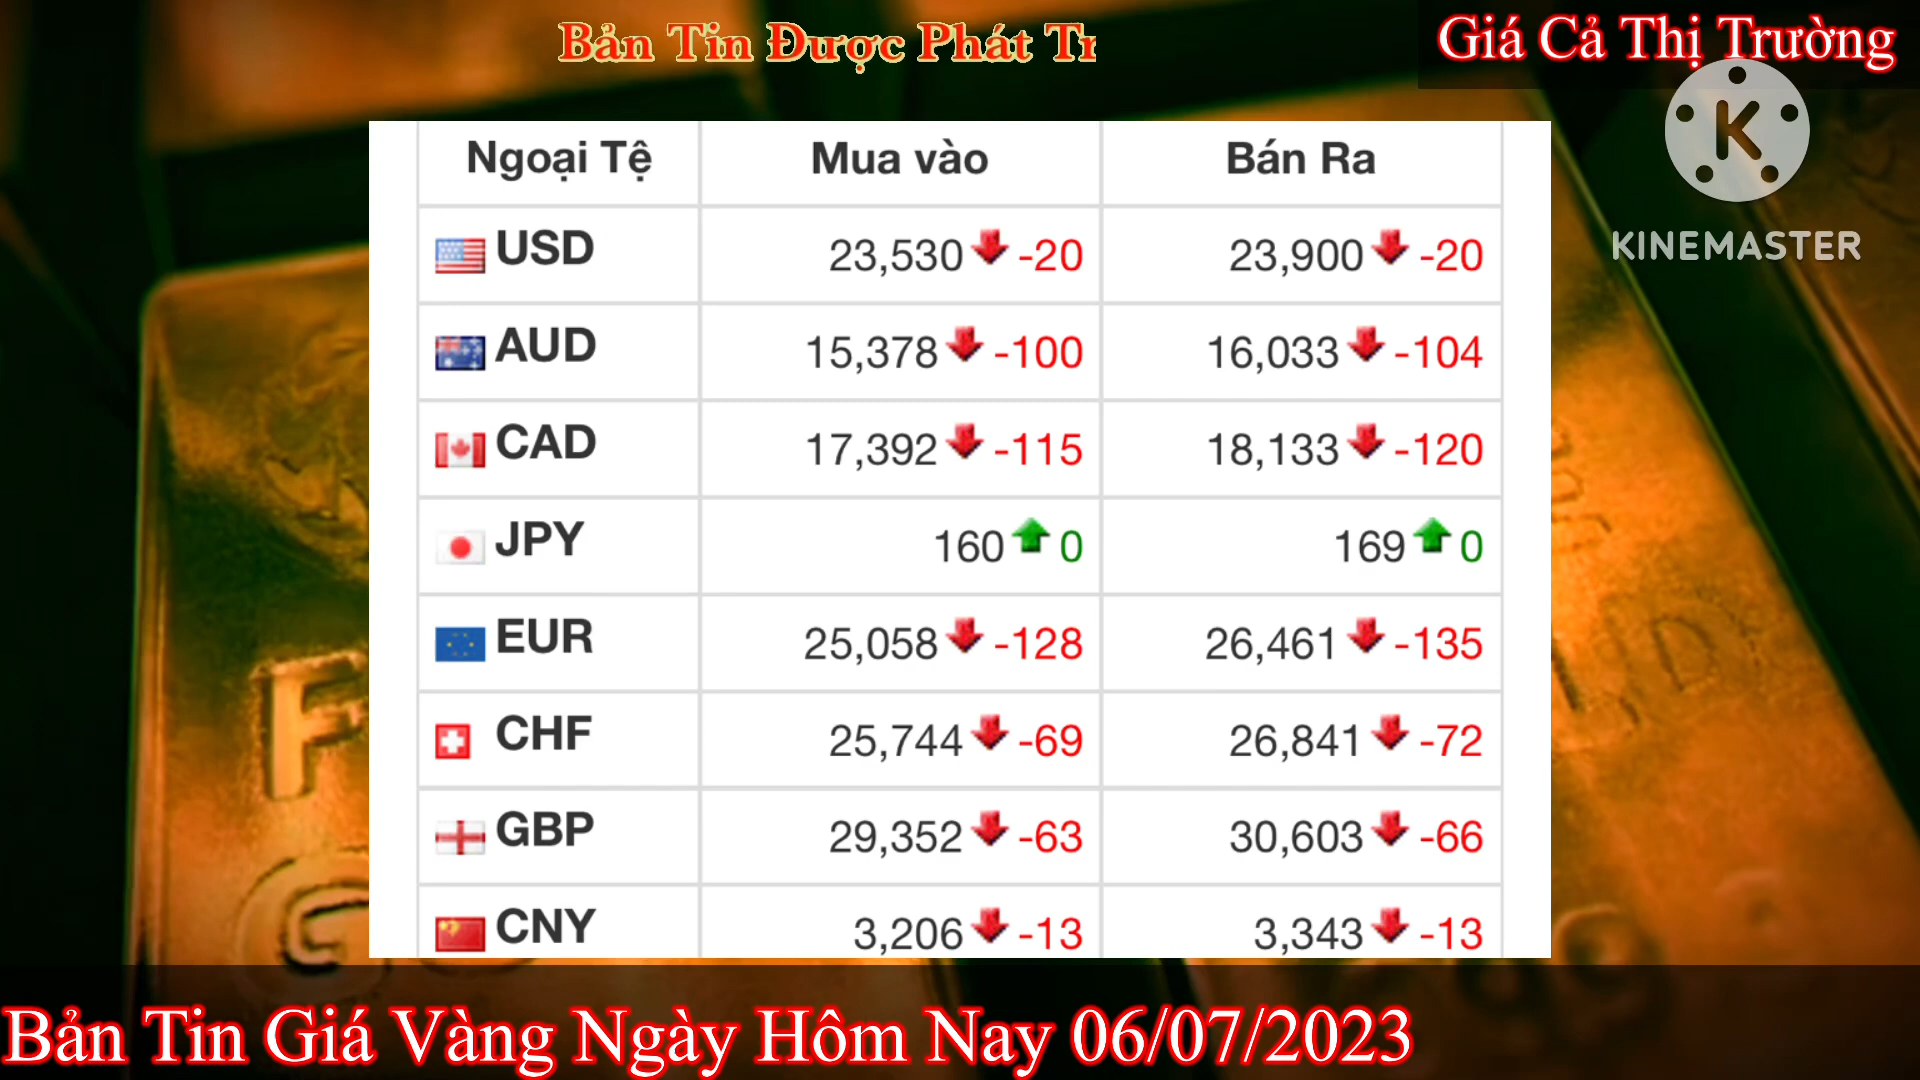 Bản Tin Được Phát Tr
Giá Cả Thị Trường
K
KINEMASTER
Ngoại Tệ Mua vào Bán Ra
USD 23,530 -20 23,900 -20
AUD 15,378 -100 16,033 -104
CAD 17,392 -115 18,133 -120
JPY 160 0 169 0
EUR 25,058 -128 26,461 -135
CHF 25,744 -69 26,841 -72
GBP 29,352 -63 30,603 -66
CNY 3,206 -13 3,343 -13
Bản Tin Giá Vàng Ngày Hôm Nay 06/07/2023